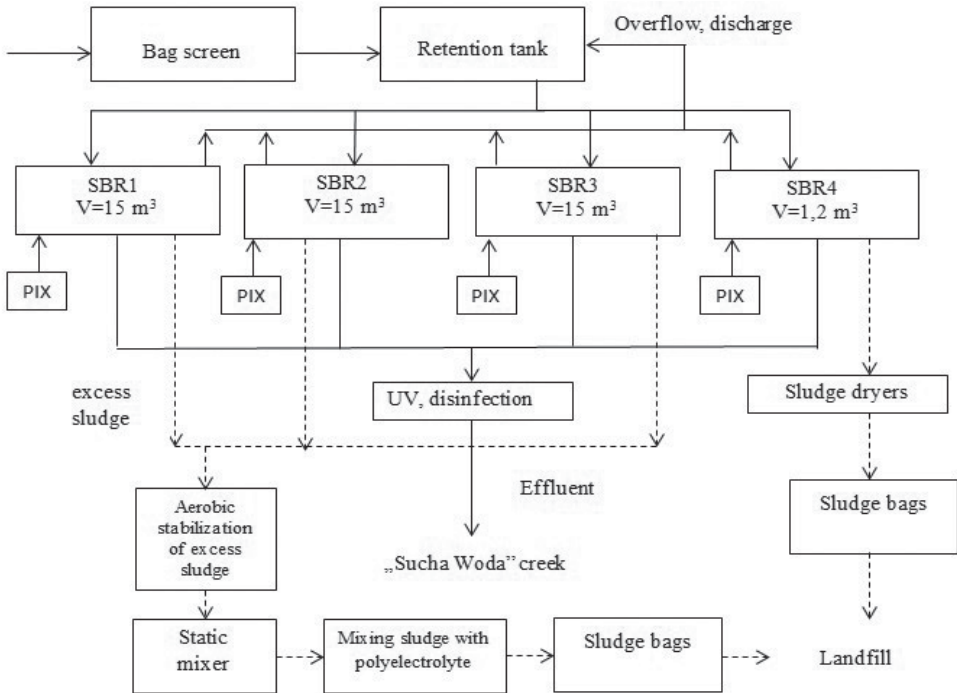 Overflow, discharge
Bag screen
Retention tank
SBR1
V=15 m³
SBR2
V=15 m³
SBR3
V=15 m³
SBR4
V=1,2 m³
PIX
PIX
PIX
PIX
excess
sludge
UV, disinfection
Sludge dryers
Effluent
Aerobic
stabilization
of excess
sludge
Sludge bags
„Sucha Woda” creek
Static
mixer
Mixing sludge with
polyelectrolyte
Sludge bags
Landfill